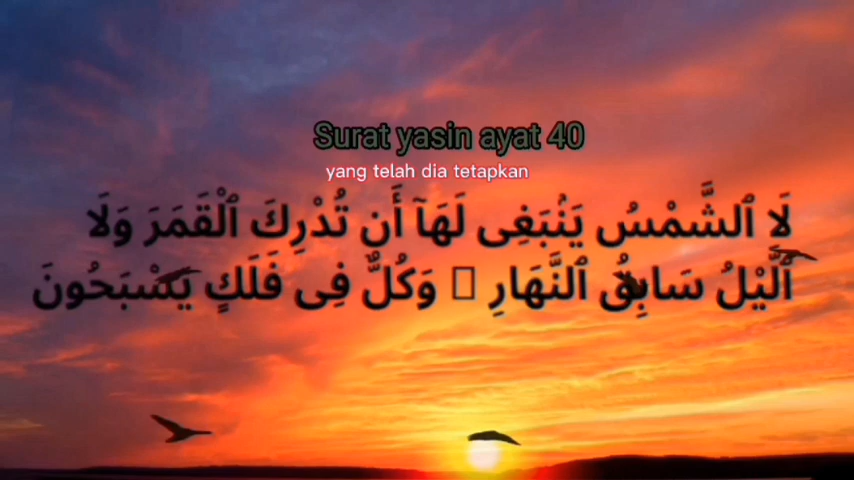 Surat yasin ayat 40
yang telah dia tetapkan
لَا ٱلشَّمْسُ يَنۢبَغِى لَهَآ أَن تُدْرِكَ ٱلْقَمَرَ وَلَا
ٱلَّيْلُ سَابِقُ ٱلنَّهَارِ ۚ وَكُلٌّ فِى فَلَكٍ يَسْبَحُونَ